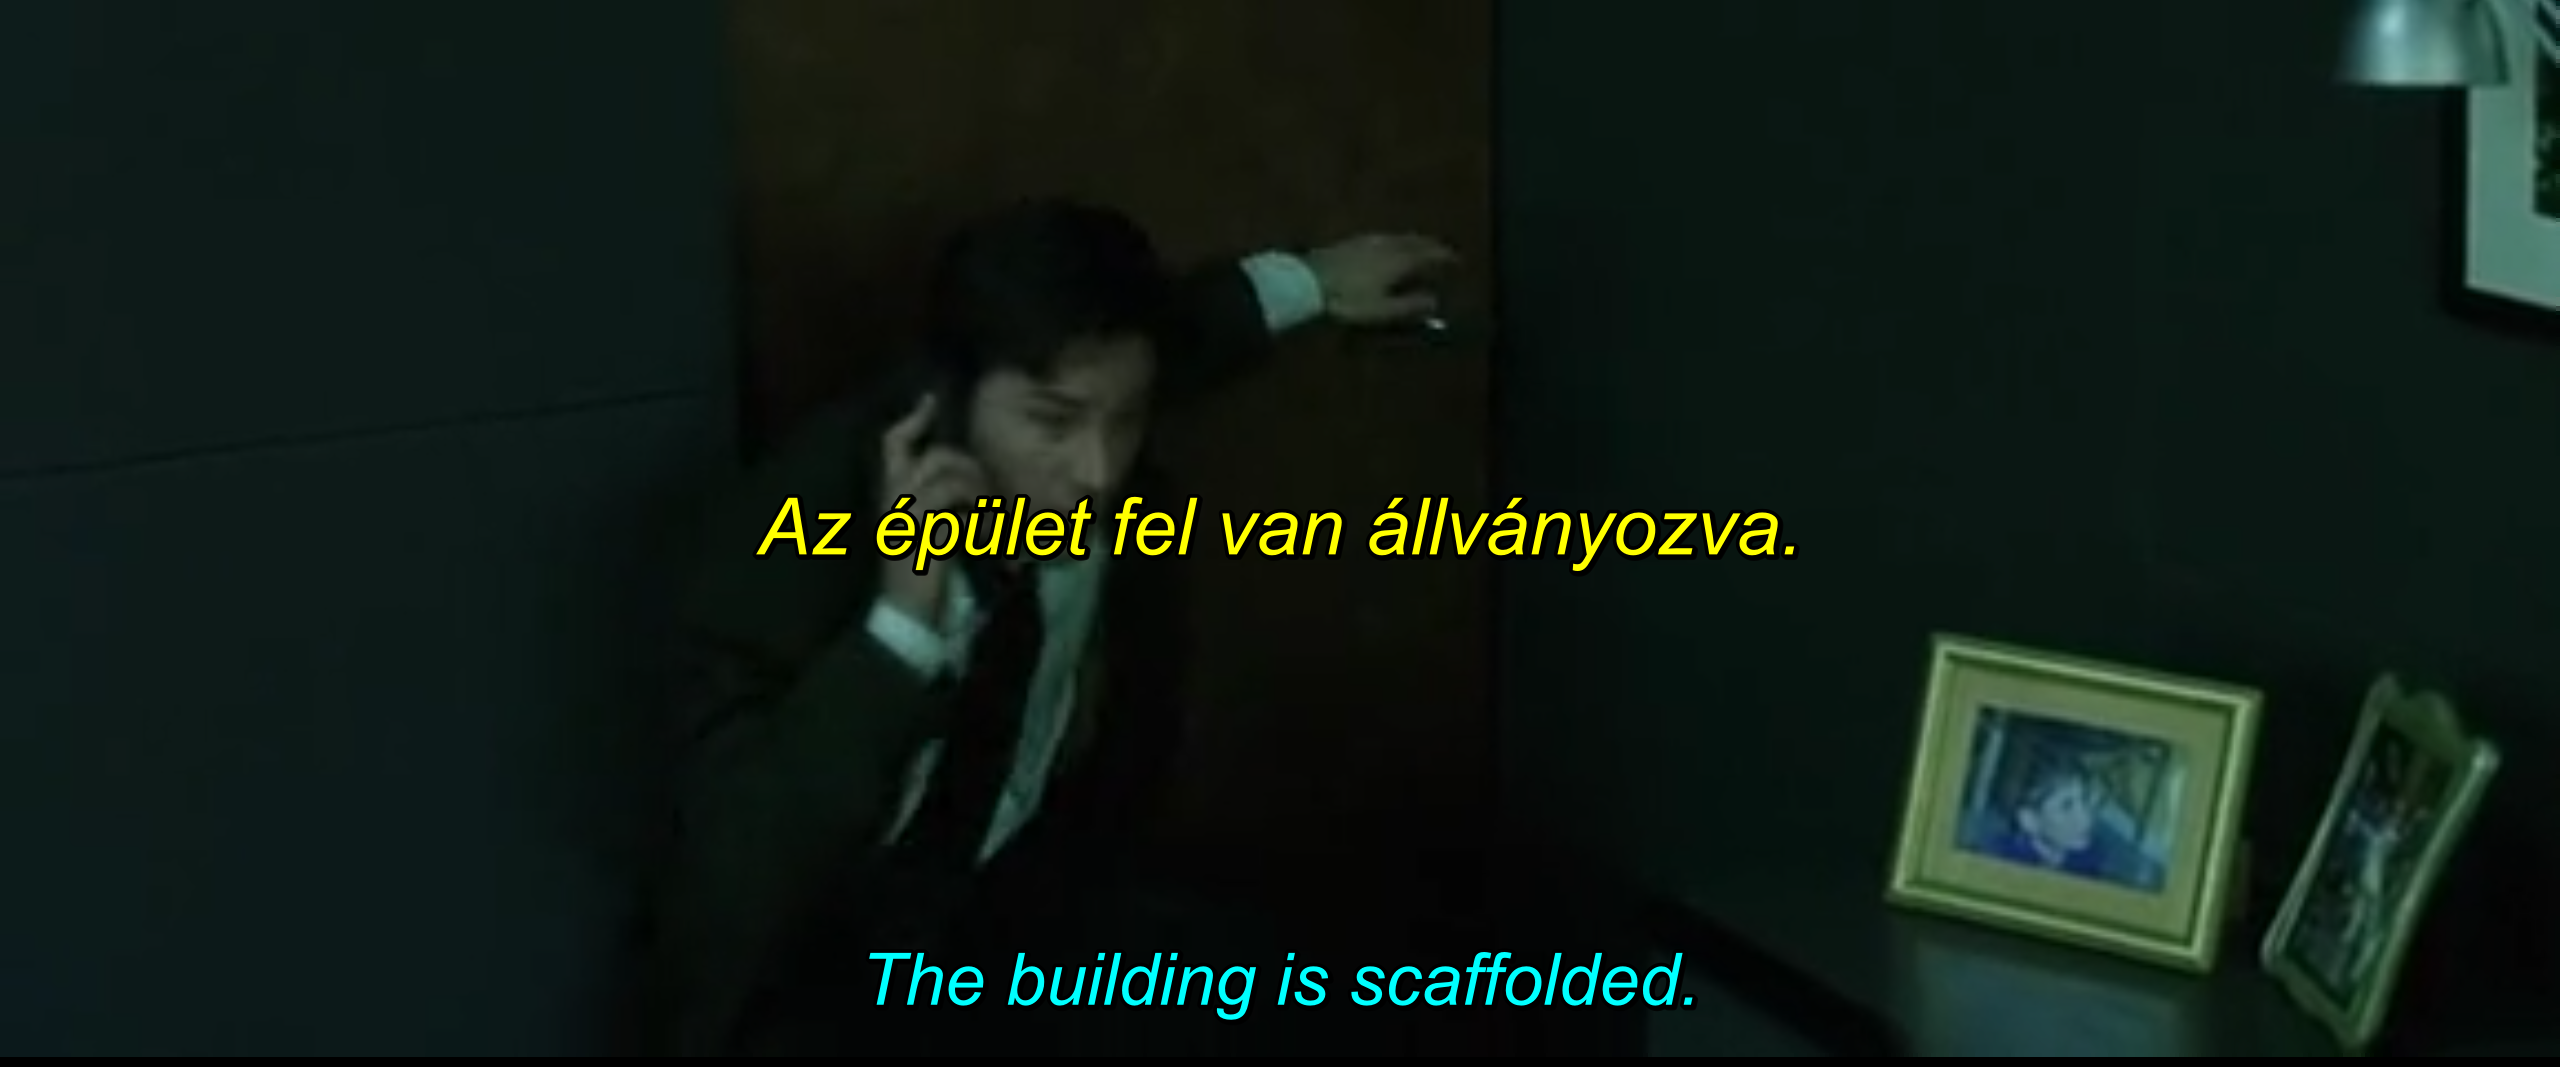 Az épület fel van állványozva.
The building is scaffolded.